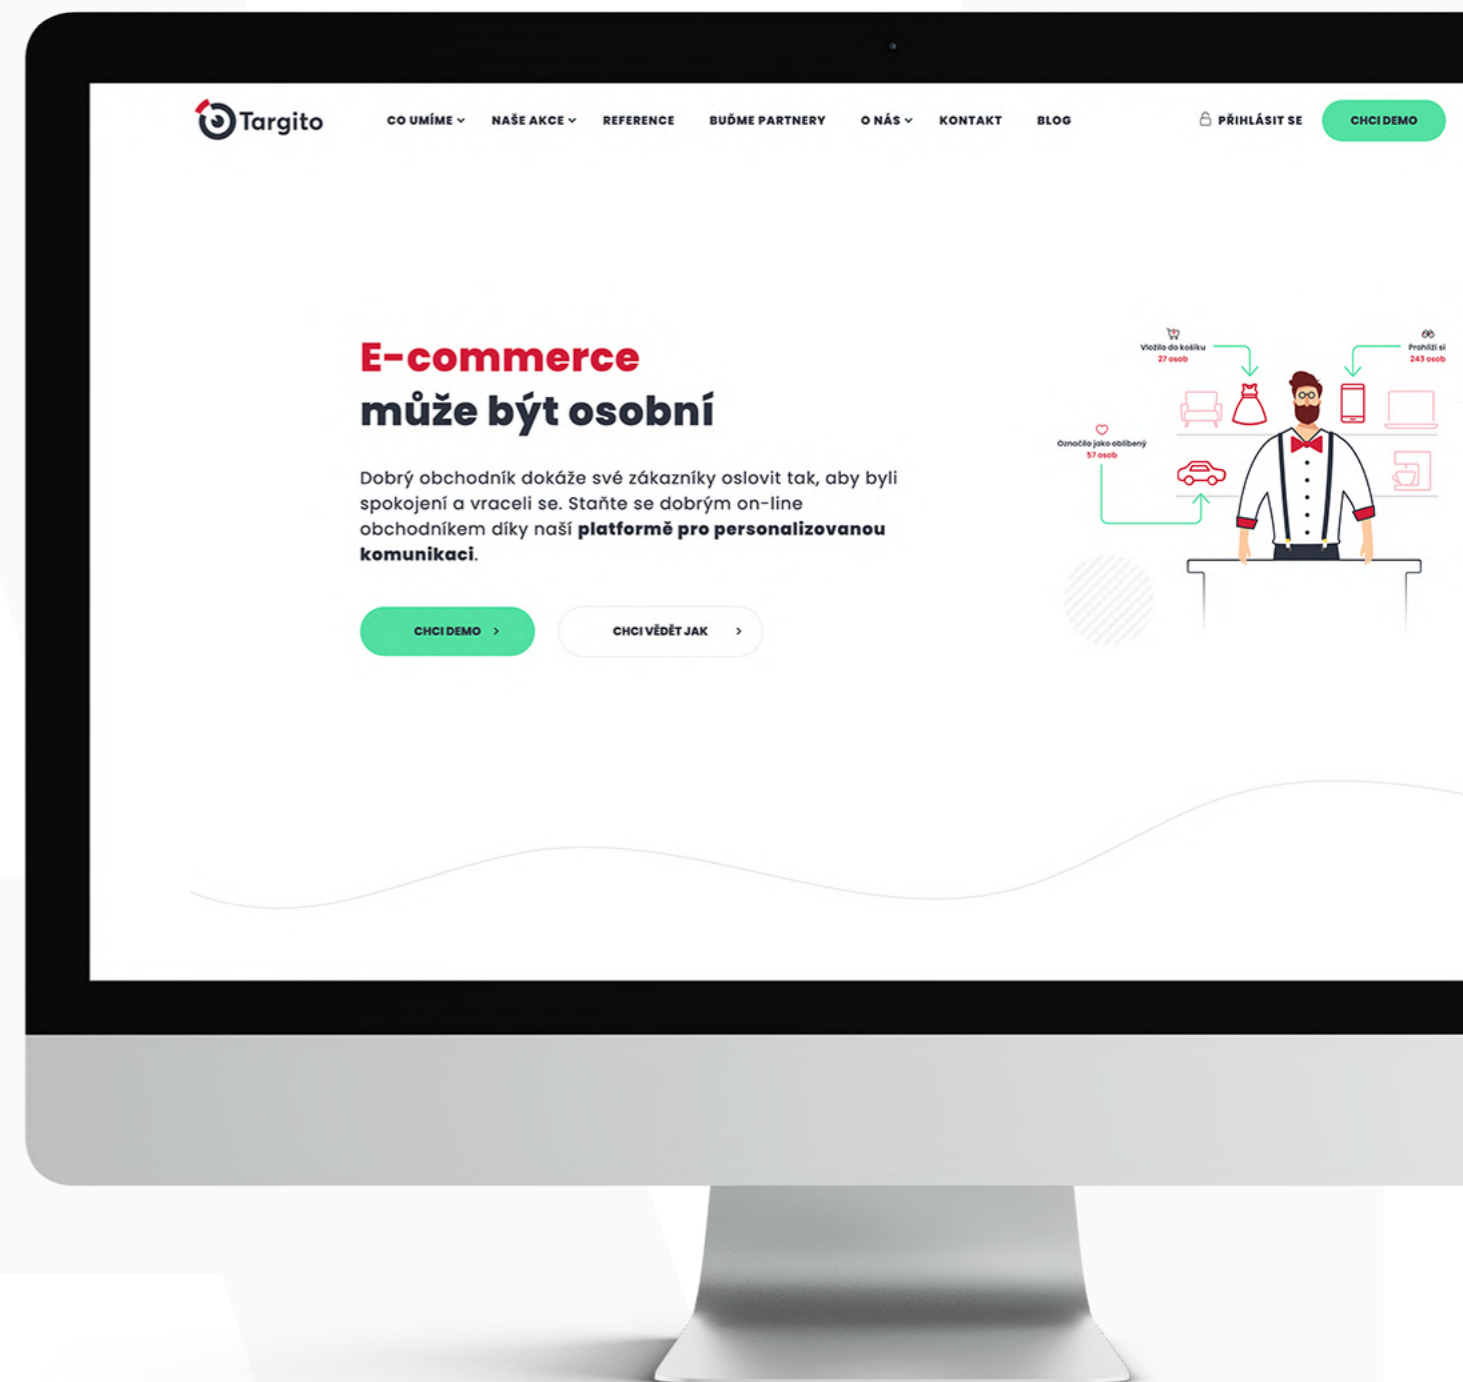 Targito
CO UMÍME
NAŠE AKCE
REFERENCE
BUĎME PARTNERY
O NÁS
KONTAKT
BLOG
PŘIHLÁSIT SE
CHCI DEMO
E-commerce
může být osobní
Dobrý obchodník dokáže své zákazníky oslovit tak, aby byli
spokojení a vraceli se. Staňte se dobrým on-line
obchodníkem díky naší platformě pro personalizovanou
komunikaci.
CHCI DEMO
CHCI VĚDĚT JAK
Vložilo do košíku
27 osob
Prohlíží si
243 osob
Označilo jako oblíbený
57 osob